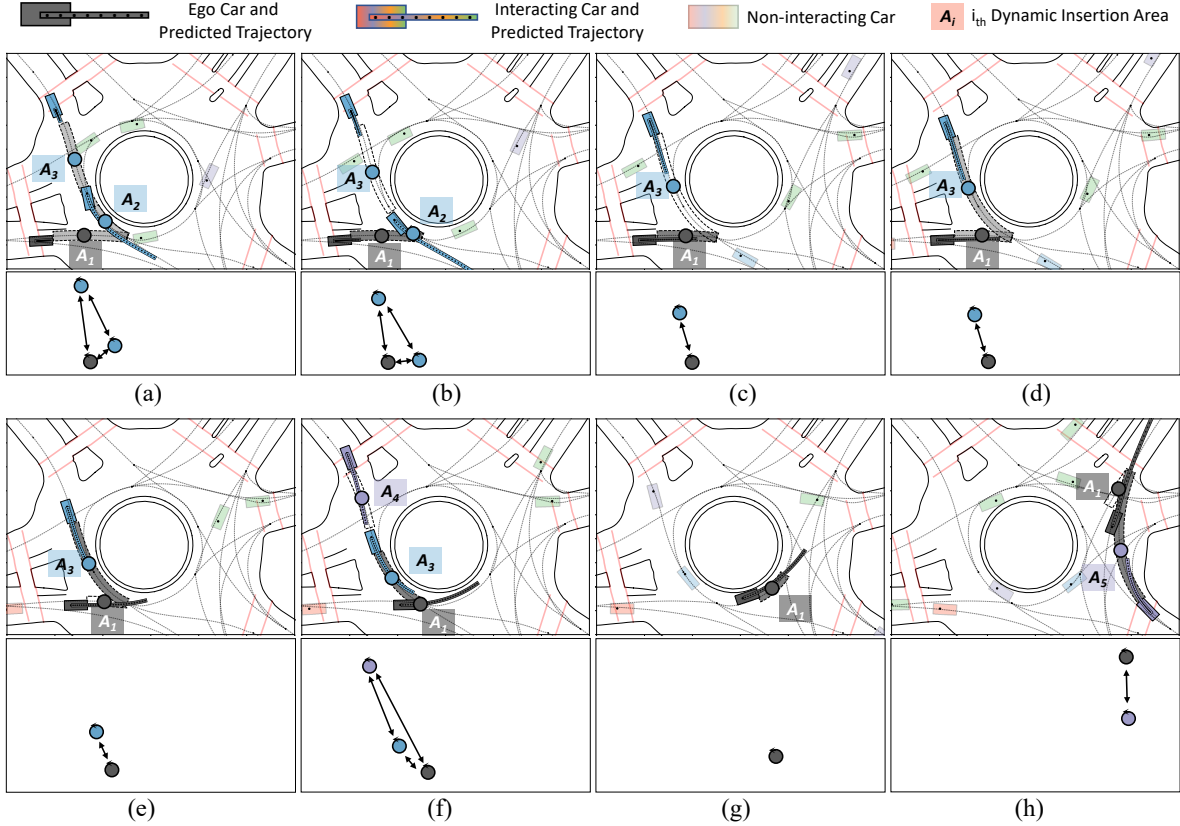 Ego Car and
Predicted Trajectory
Interacting Car and
Predicted Trajectory
Non-interacting Car
Ai
ith Dynamic Insertion Area
A3
A2
A1
A3
A2
A1
A3
A1
A3
A1
(a)
(b)
(c)
(d)
A3
A1
A4
A3
A1
A1
A1
A5
(e)
(f)
(g)
(h)